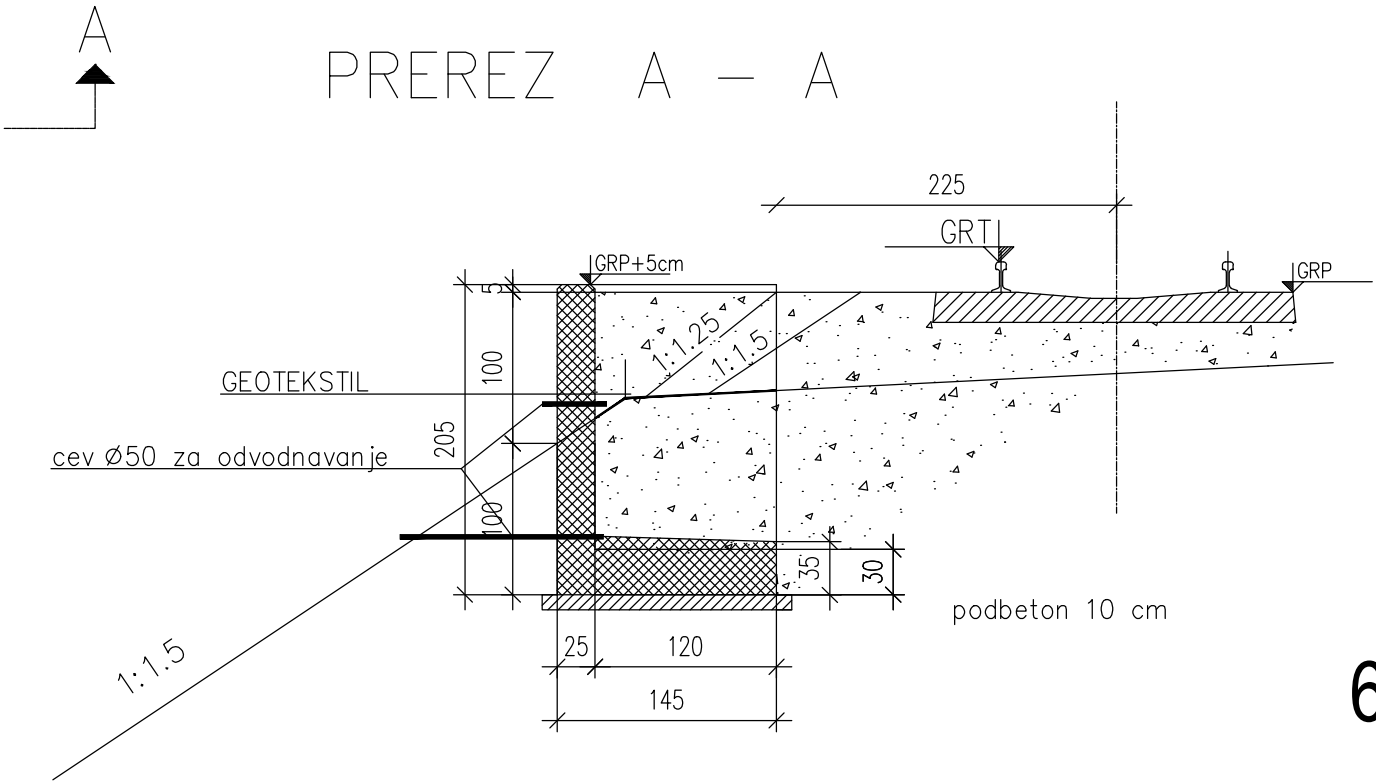 A
PREREZ A – A
225
GRT
GRP+5cm
GRP
5
1:1.25
1:1.5
100
GEOTEKSTIL
205
cev Ø50 za odvodnavanje
100
35
30
podbeton 10 cm
25
120
1:1.5
145
6